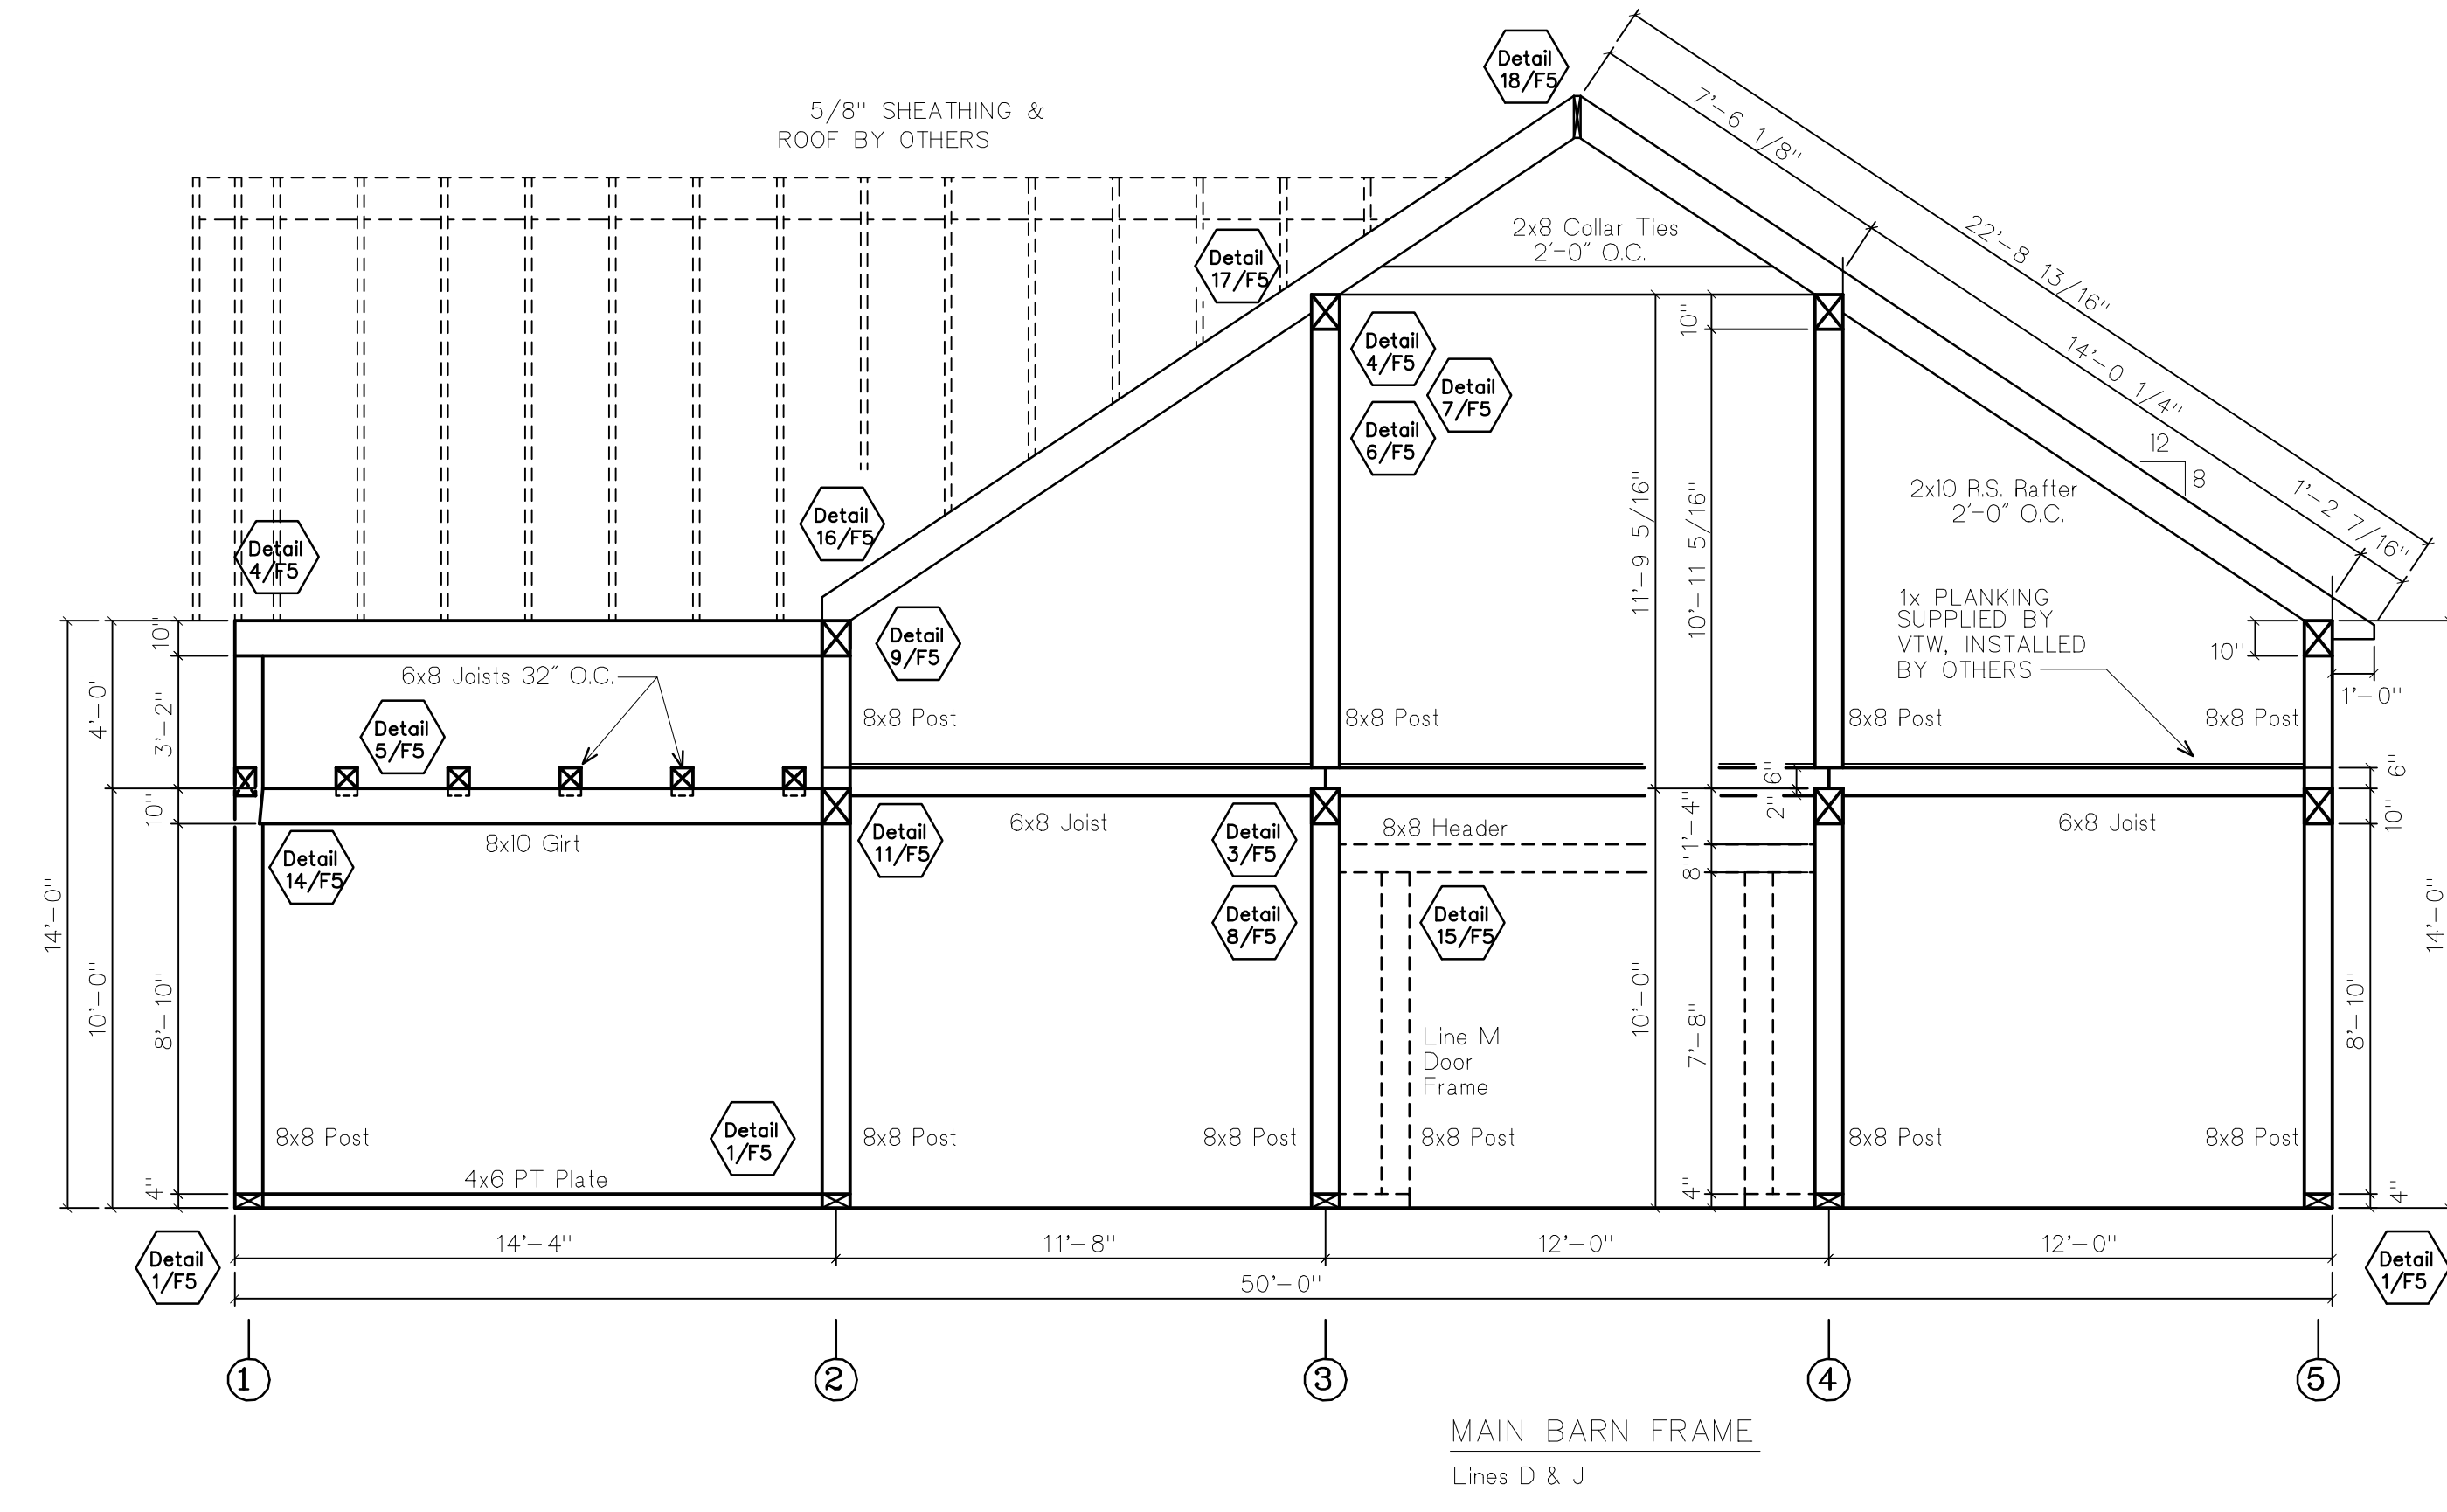 Detail
18/F5
5/8" SHEATHING &
ROOF BY OTHERS
7'-6 1/8"
22'-8 13/16"
14'-0 1/4"
1'-2 7/16"
12
8
2x8 Collar Ties
2'-0" O.C.
Detail
17/F5
10"
Detail
4/F5
Detail
7/F5
Detail
6/F5
11'-9 5/16"
10'-11 5/16"
2x10 R.S. Rafter
2'-0" O.C.
Detail
16/F5
Detail
4/F5
1x PLANKING
SUPPLIED BY
VTW, INSTALLED
BY OTHERS
Detail
9/F5
10"
10"
1'-0"
6x8 Joists 32" O.C.
4'-0"
3'-2"
Detail
5/F5
8x8 Post
8x8 Post
8x8 Post
8x8 Post
6"
2"
6"
10"
10"
8x10 Girt
Detail
14/F5
Detail
11/F5
6x8 Joist
Detail
3/F5
8x8 Header
1'-4"
8"
6x8 Joist
14'-0"
10'-0"
8'-10"
Detail
8/F5
Detail
15/F5
10'-0"
7'-8"
8'-10"
14'-0"
Line M
Door
Frame
8x8 Post
Detail
1/F5
8x8 Post
8x8 Post
8x8 Post
8x8 Post
8x8 Post
4"
4x6 PT Plate
4"
4"
Detail
1/F5
14'-4"
11'-8"
12'-0"
12'-0"
Detail
1/F5
50'-0"
1
2
3
4
5
MAIN BARN FRAME
Lines D & J